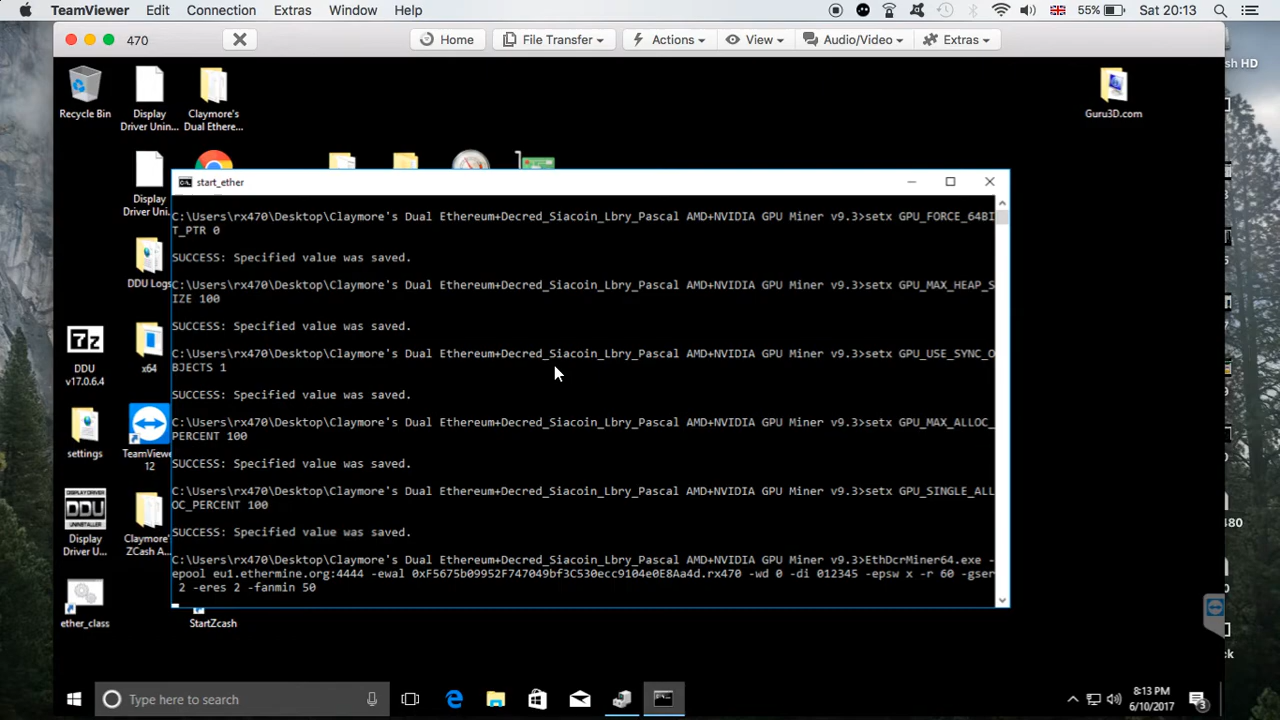 TeamViewer Edit Connection Extras Window Help 55% Sat 20:13
470 Home File Transfer Actions View Audio/Video Extras
sh HD
Recycle Bin
Display
Driver Unin...
Claymore's
Dual Ethere...
Guru3D.com
Display
Driver Uni...
DDU Logs
DDU
v17.0.6.4
x64
settings
TeamViewer
12
Display
Driver U...
Claymore's
ZCash A...
ether_class
StartZcash
start_ether
C:\Users\rx470\Desktop\Claymore's Dual Ethereum+Decred_Siacoin_Lbry_Pascal AMD+NVIDIA GPU Miner v9.3>setx GPU_FORCE_64BI
T_PTR 0
SUCCESS: Specified value was saved.
C:\Users\rx470\Desktop\Claymore's Dual Ethereum+Decred_Siacoin_Lbry_Pascal AMD+NVIDIA GPU Miner v9.3>setx GPU_MAX_HEAP_S
IZE 100
SUCCESS: Specified value was saved.
C:\Users\rx470\Desktop\Claymore's Dual Ethereum+Decred_Siacoin_Lbry_Pascal AMD+NVIDIA GPU Miner v9.3>setx GPU_USE_SYNC_O
BJECTS 1
SUCCESS: Specified value was saved.
C:\Users\rx470\Desktop\Claymore's Dual Ethereum+Decred_Siacoin_Lbry_Pascal AMD+NVIDIA GPU Miner v9.3>setx GPU_MAX_ALLOC_
PERCENT 100
SUCCESS: Specified value was saved.
C:\Users\rx470\Desktop\Claymore's Dual Ethereum+Decred_Siacoin_Lbry_Pascal AMD+NVIDIA GPU Miner v9.3>setx GPU_SINGLE_ALL
OC_PERCENT 100
SUCCESS: Specified value was saved.
C:\Users\rx470\Desktop\Claymore's Dual Ethereum+Decred_Siacoin_Lbry_Pascal AMD+NVIDIA GPU Miner v9.3>EthDcrMiner64.exe -
epool eu1.ethermine.org:4444 -ewal 0xF5675b09952F747049bf3C530ecc9104e0E8Aa4d.rx470 -wd 0 -di 012345 -epsw x -r 60 -gser
2 -eres 2 -fanmin 50
480
ck
Type here to search
8:13 PM
6/10/2017
3